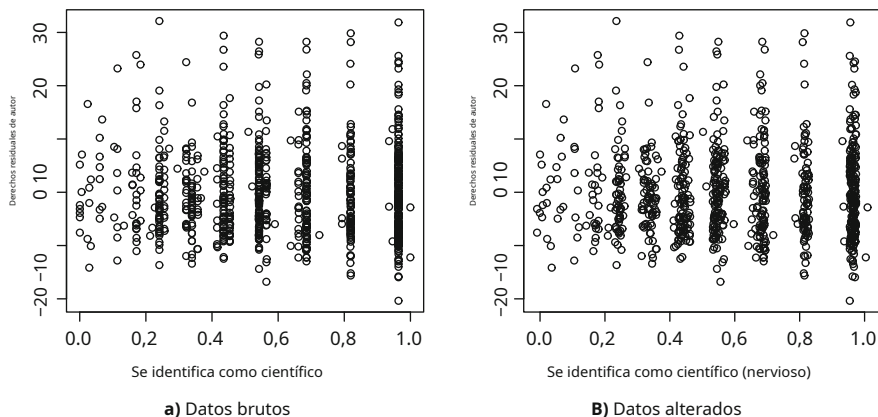 30
20
0 10
−20 −10
Derechos residuales de autor
0.0 0,2 0.4 0.6 0,8 1.0
Se identifica como científico
a) Datos brutos
30
20
0 10
−20 −10
Derechos residuales de autor
0.0 0,2 0.4 0.6 0,8 1.0
Se identifica como científico (nervioso)
B) Datos alterados